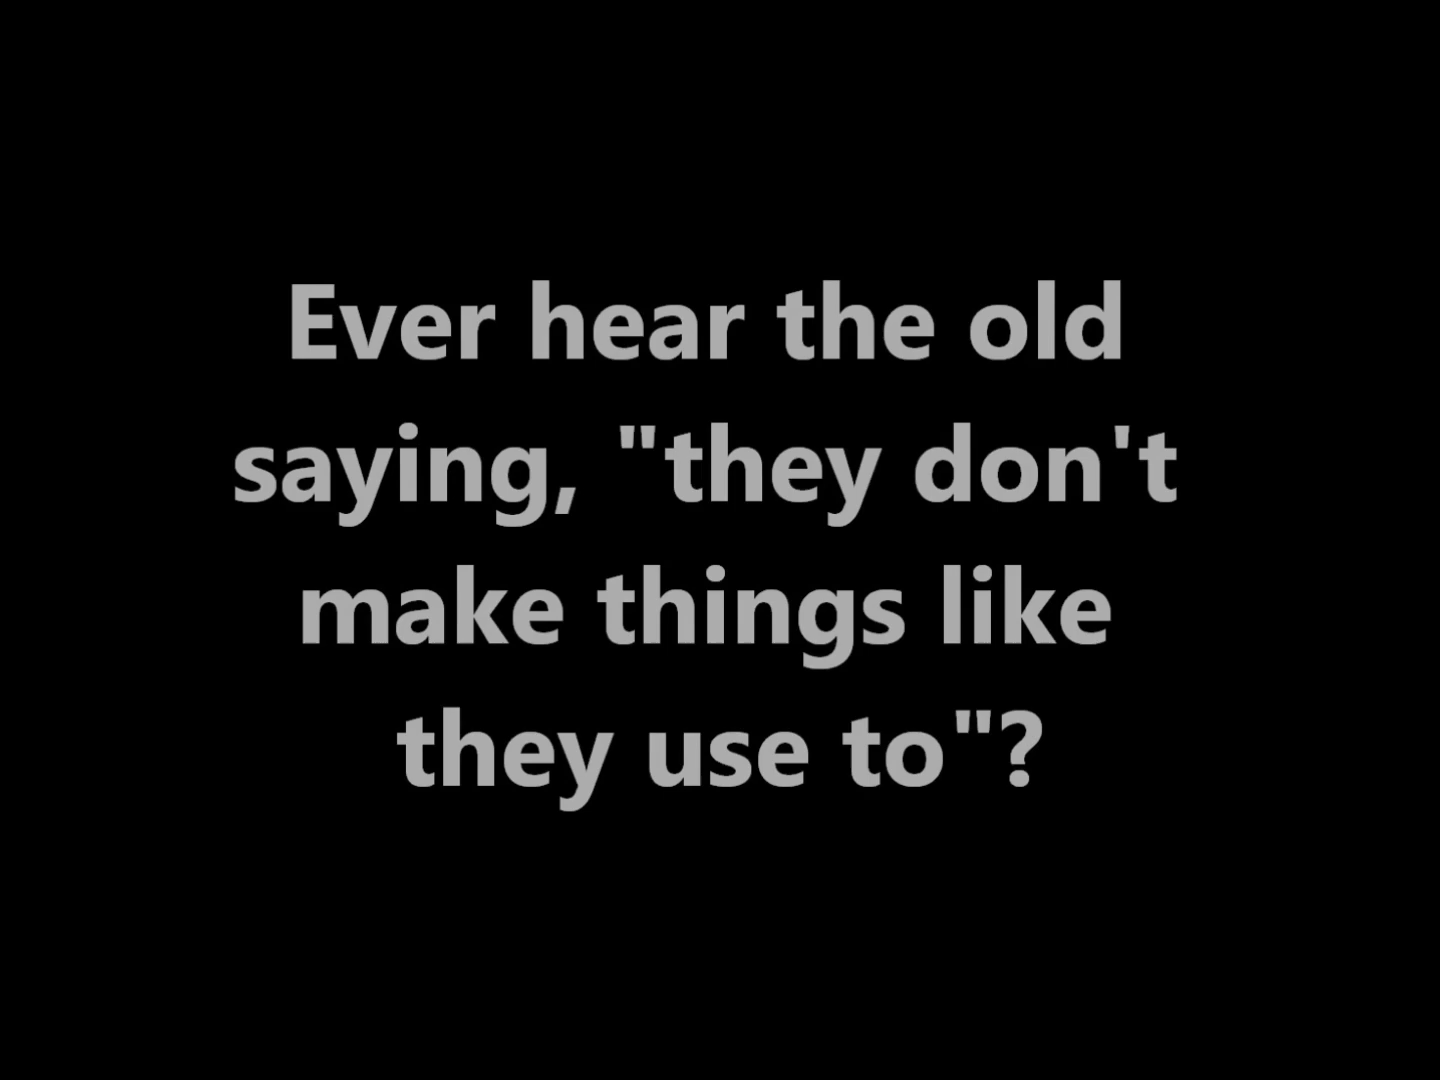 Ever hear the old
saying, "they don't
make things like
they use to"?